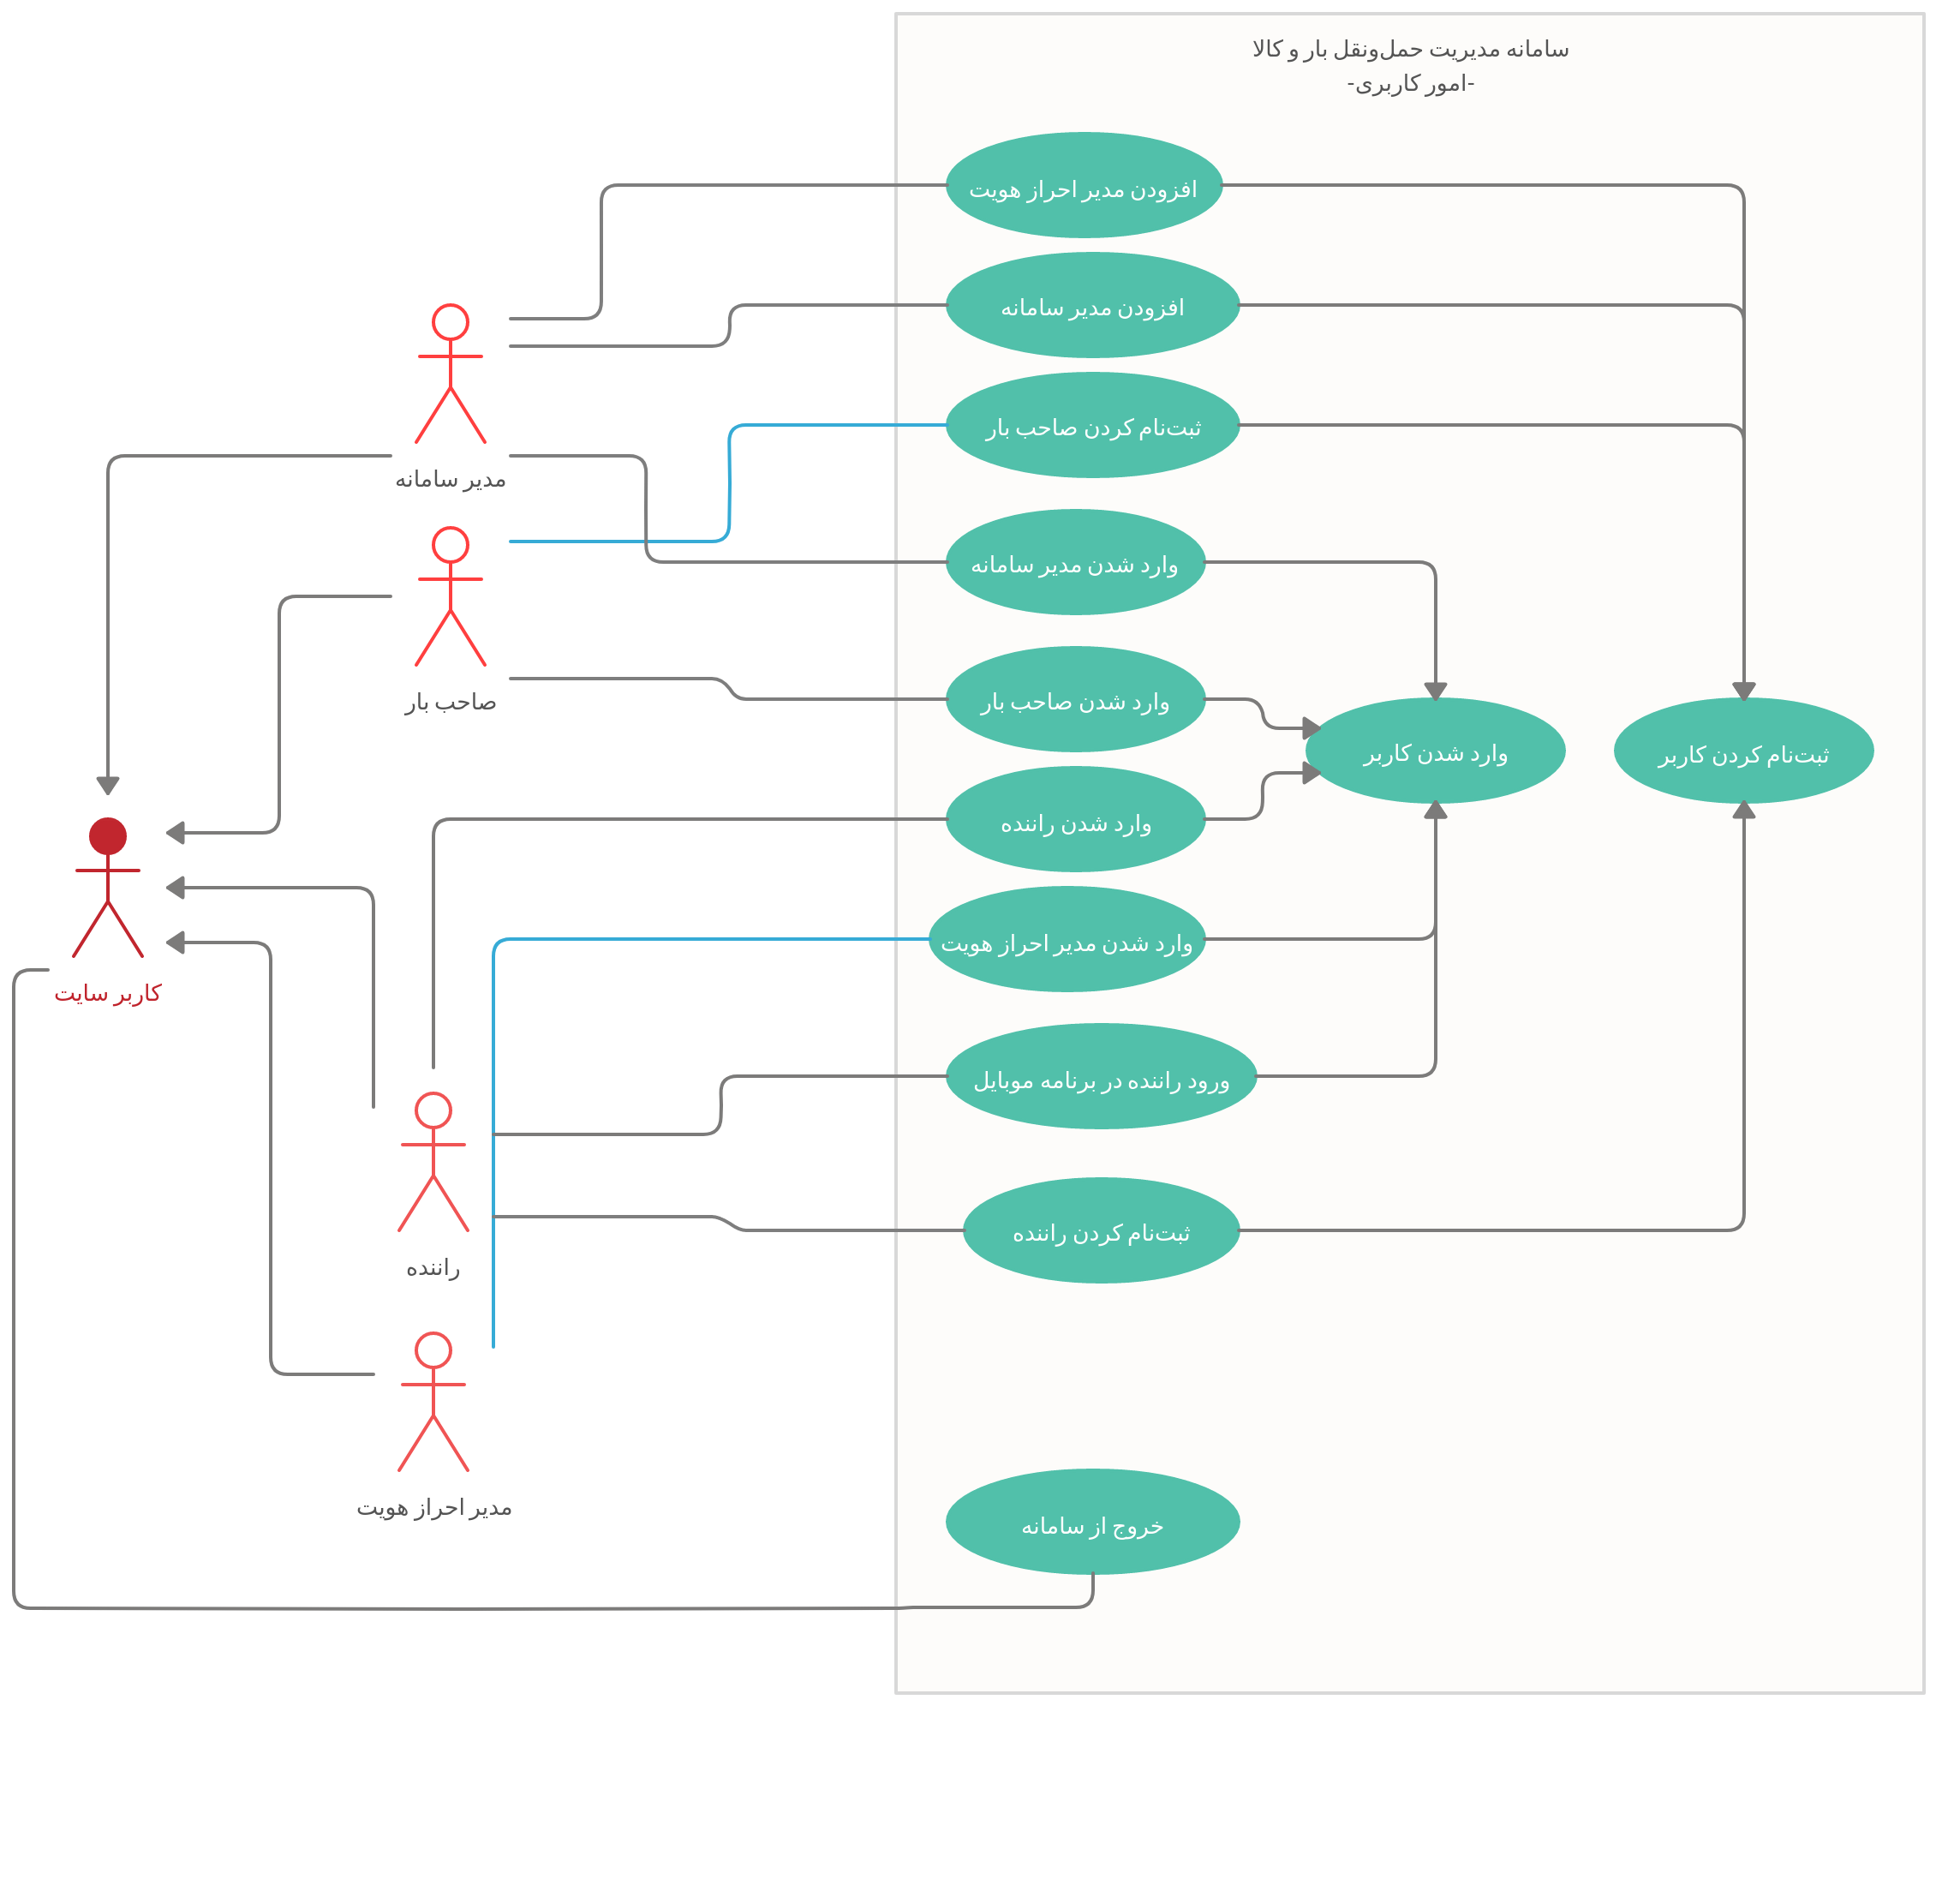 سامانه مدیریت حمل‌ونقل بار و کالا
-امور کاربری-
افزودن مدیر احراز هویت
افزودن مدیر سامانه
ثبت‌نام کردن صاحب بار
مدیر سامانه
وارد شدن مدیر سامانه
صاحب بار
وارد شدن صاحب بار
ثبت‌نام کردن کاربر
وارد شدن کاربر
وارد شدن راننده
وارد شدن مدیر احراز هویت
کاربر سایت
ورود راننده در برنامه موبایل
ثبت‌نام کردن راننده
راننده
مدیر احراز هویت
خروج از سامانه